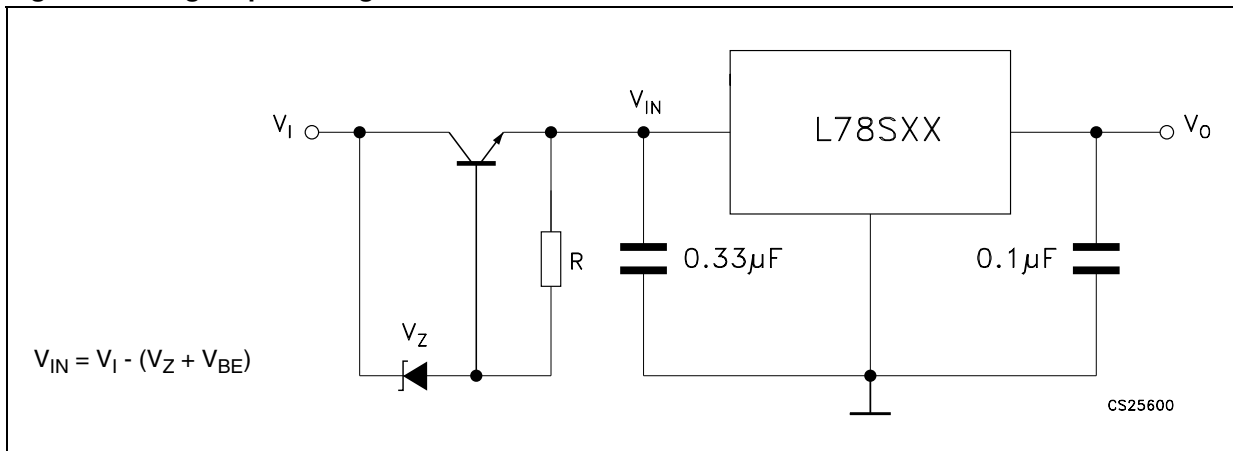 V_I
V_IN
L78SXX
V_O
R
0.33µF
0.1µF
V_Z
V_IN = V_I - (V_Z + V_BE)
CS25600